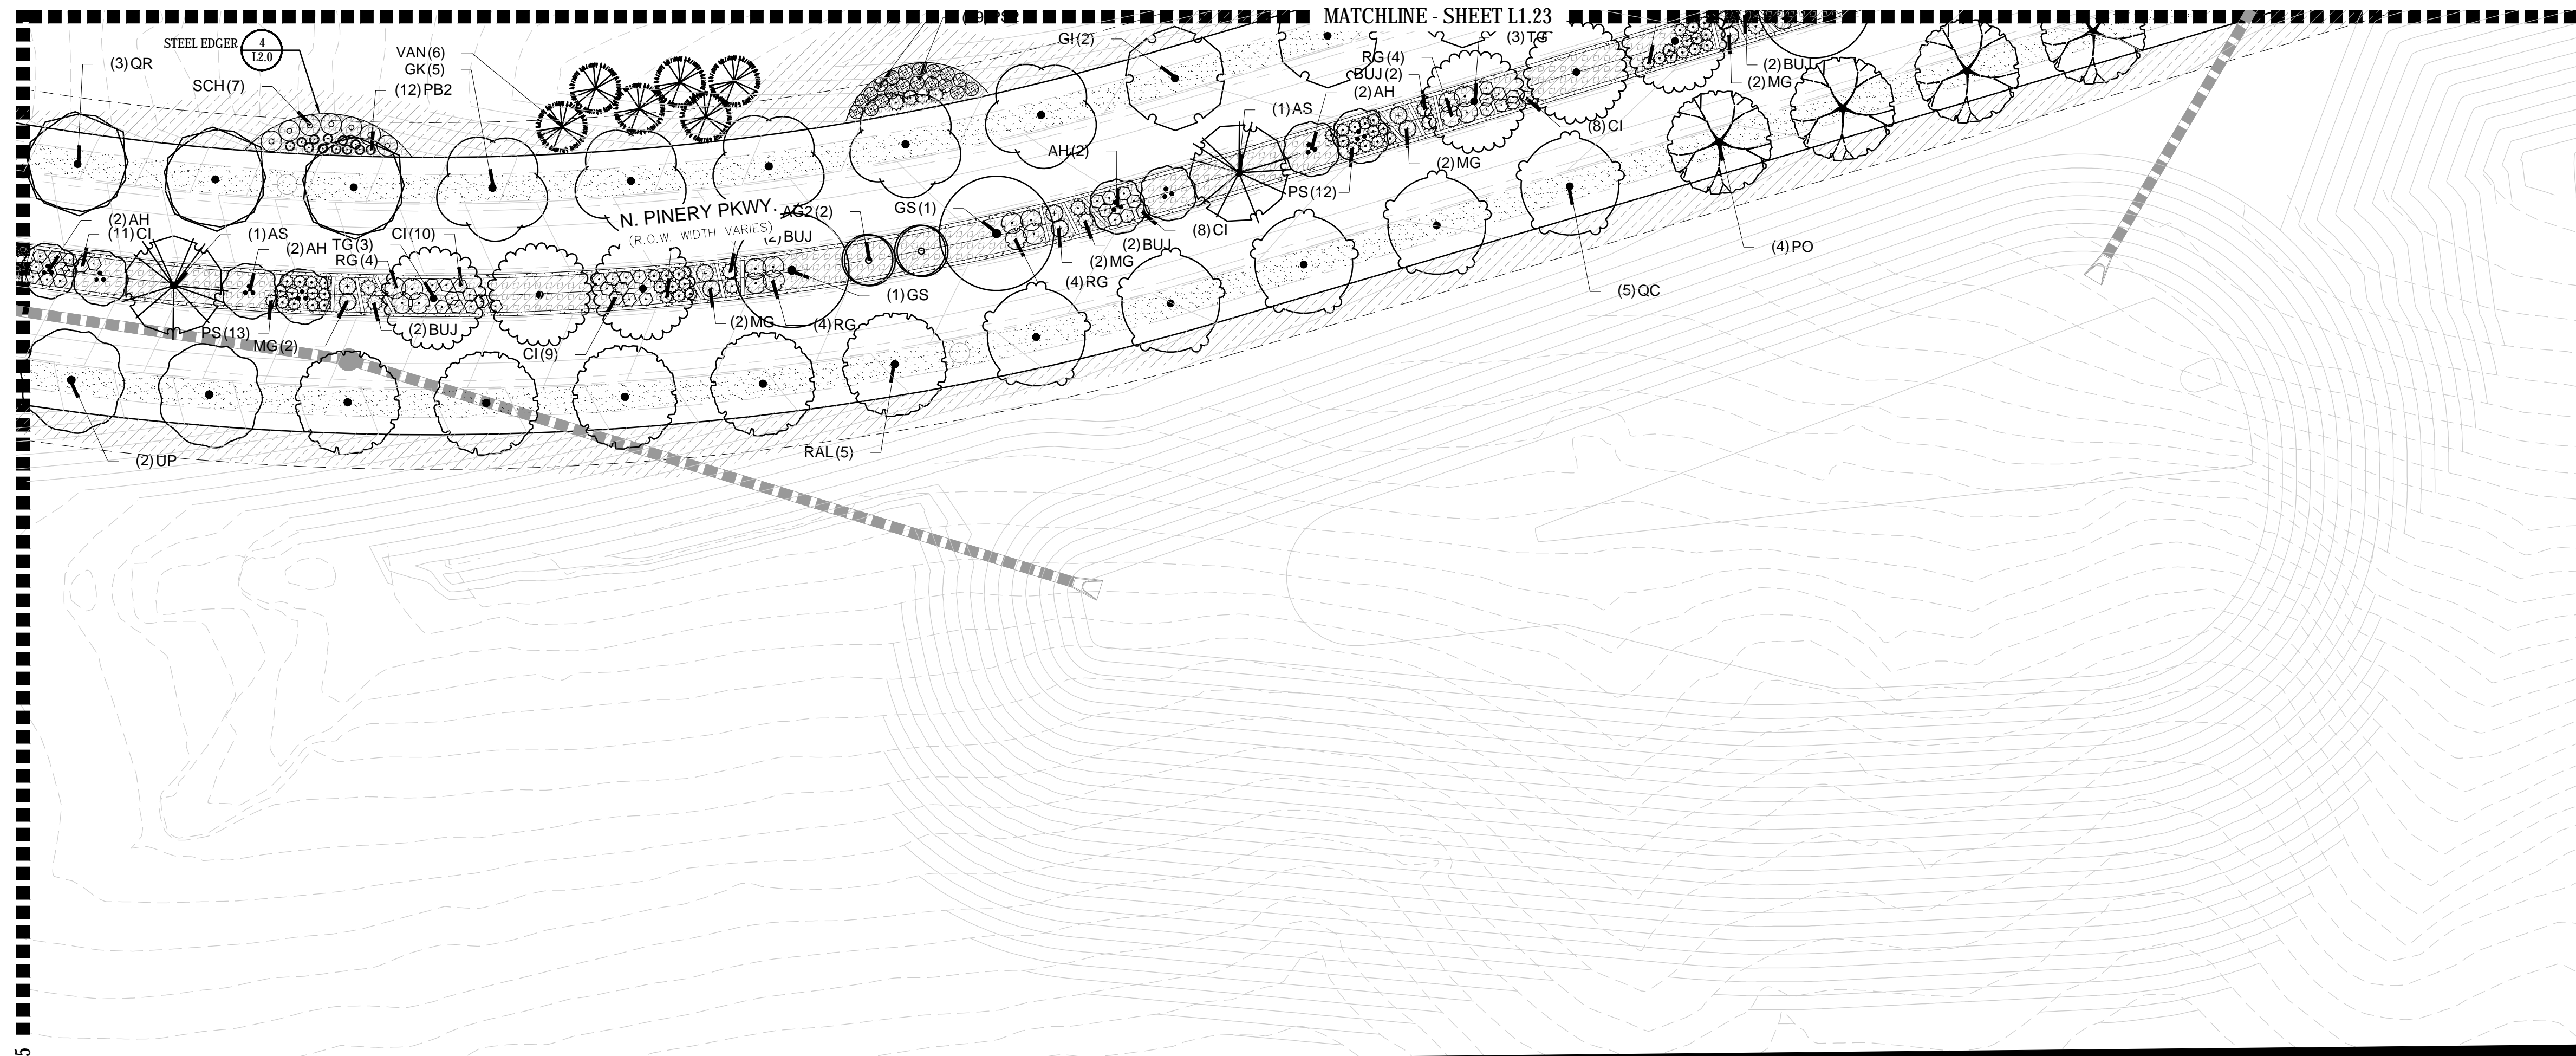 MATCHLINE - SHEET L1.23
STEEL EDGER
4
L2.0
(3)QR
SCH(7)
VAN(6)
GK(5)
(12)PB2
GI(2)
(3)TG
RG(4)
BUJ(2)
(2)AH
(1)AS
(2)BUJ
(2)MG
(8)CI
(2)MG
AH(2)
PS(12)
N. PINERY PKWY.
(R.O.W. WIDTH VARIES)
AG2(2)
GS(1)
(2)BUJ
(2)AH
(11)CI
(1)AS
(2)AH
TG(3)
RG(4)
CI(10)
(8)CI
(2)BUJ
(2)MG
(4)RG
(4)PO
(5)QC
(1)GS
PS(13)
MG(2)
(2)BUJ
(2)MG
(4)RG
CI(9)
RAL(5)
(2)UP
5